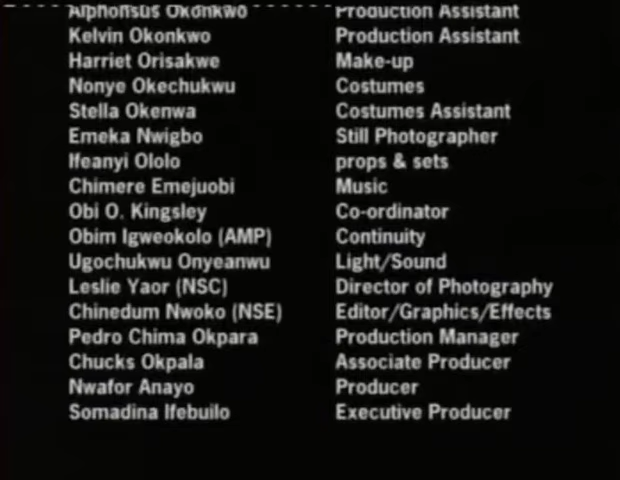 Alphonsus Okonkwo Production Assistant
Kelvin Okonkwo Production Assistant
Harriet Orisakwe Make-up
Nonye Okechukwu Costumes
Stella Okenwa Costumes Assistant
Emeka Nwigbo Still Photographer
Ifeanyi Ololo props & sets
Chimere Emejuobi Music
Obi O. Kingsley Co-ordinator
Obim Igweokolo (AMP) Continuity
Ugochukwu Onyeanwu Light/Sound
Leslie Yaor (NSC) Director of Photography
Chinedum Nwoko (NSE) Editor/Graphics/Effects
Pedro Chima Okpara Production Manager
Chucks Okpala Associate Producer
Nwafor Anayo Producer
Somadina Ifebuilo Executive Producer